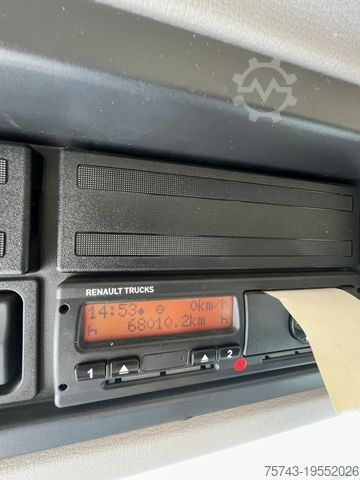 RENAULT TRUCKS
14:53 0km/h
h 68010.2km h
1 2
75743-19552026